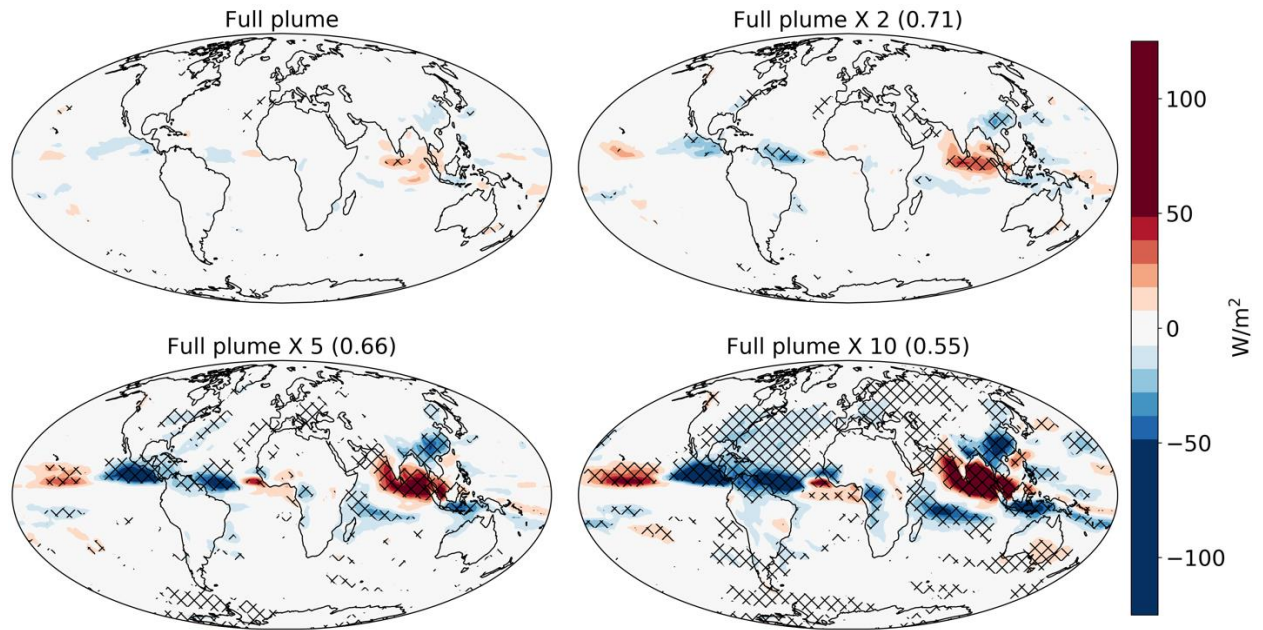 Full plume
Full plume X 2 (0.71)
Full plume X 5 (0.66)
Full plume X 10 (0.55)
100
50
0
−50
−100
W/m²